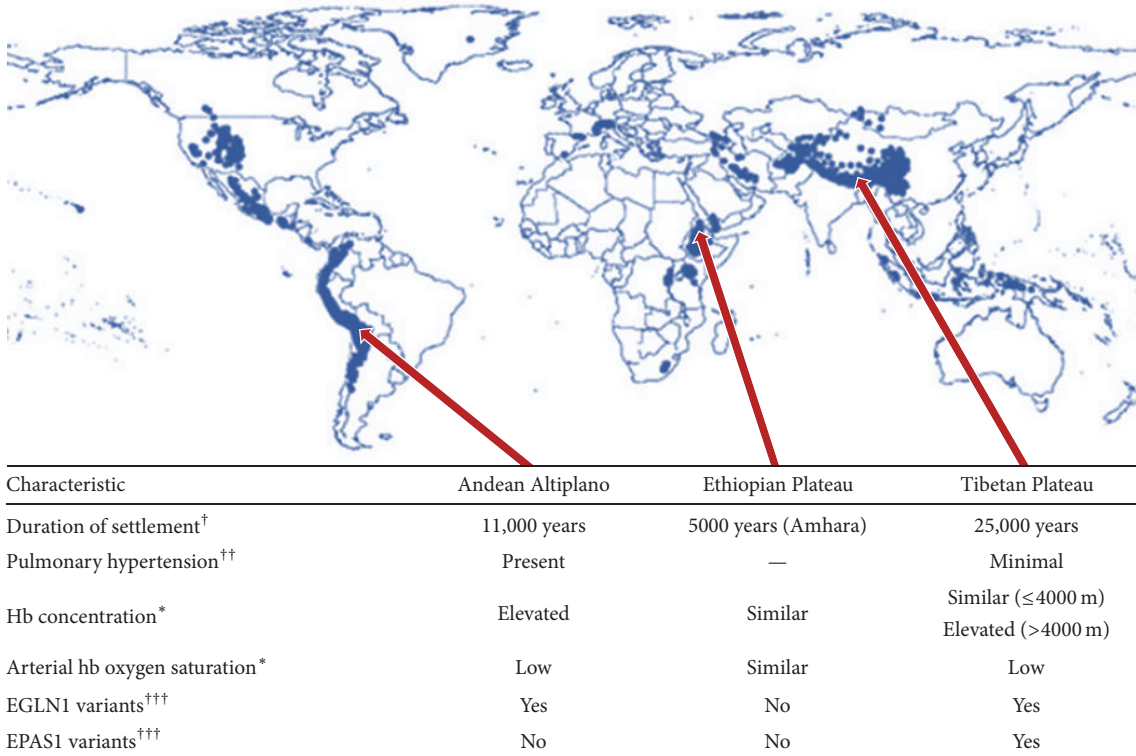 Characteristic Andean Altiplano Ethiopian Plateau Tibetan Plateau
Duration of settlement† 11,000 years 5000 years (Amhara) 25,000 years
Pulmonary hypertension†† Present — Minimal
Hb concentration* Elevated Similar Similar (≤4000 m)
Elevated (>4000 m)
Arterial hb oxygen saturation* Low Similar Low
EGLN1 variants††† Yes No Yes
EPAS1 variants††† No No Yes